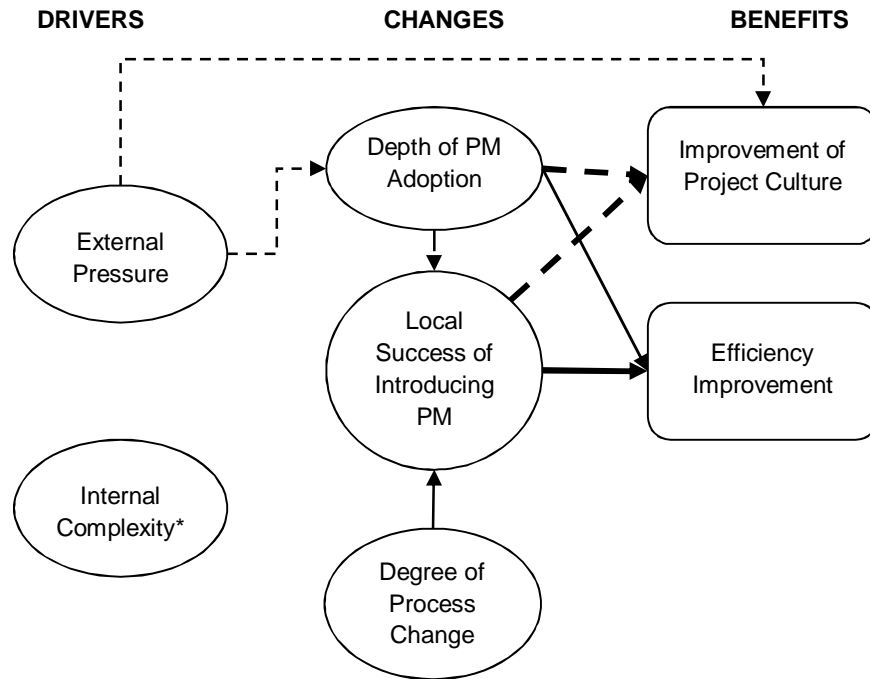 DRIVERS
CHANGES
BENEFITS
Depth of PM
Adoption
Improvement of
Project Culture
External
Pressure
Local
Success of
Introducing
PM
Efficiency
Improvement
Internal
Complexity*
Degree of
Process
Change